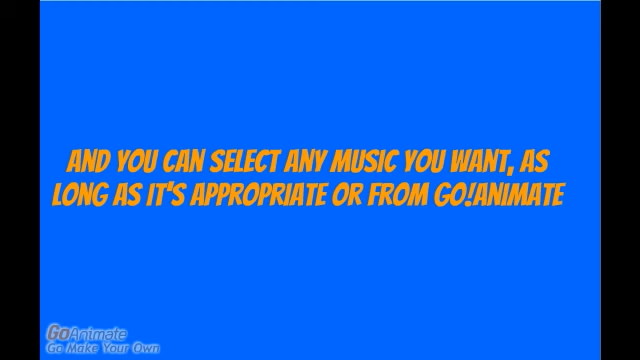 AND YOU CAN SELECT ANY MUSIC YOU WANT, AS
LONG AS IT'S APPROPRIATE OR FROM GO!ANIMATE
GoAnimate
Go Make Your Own